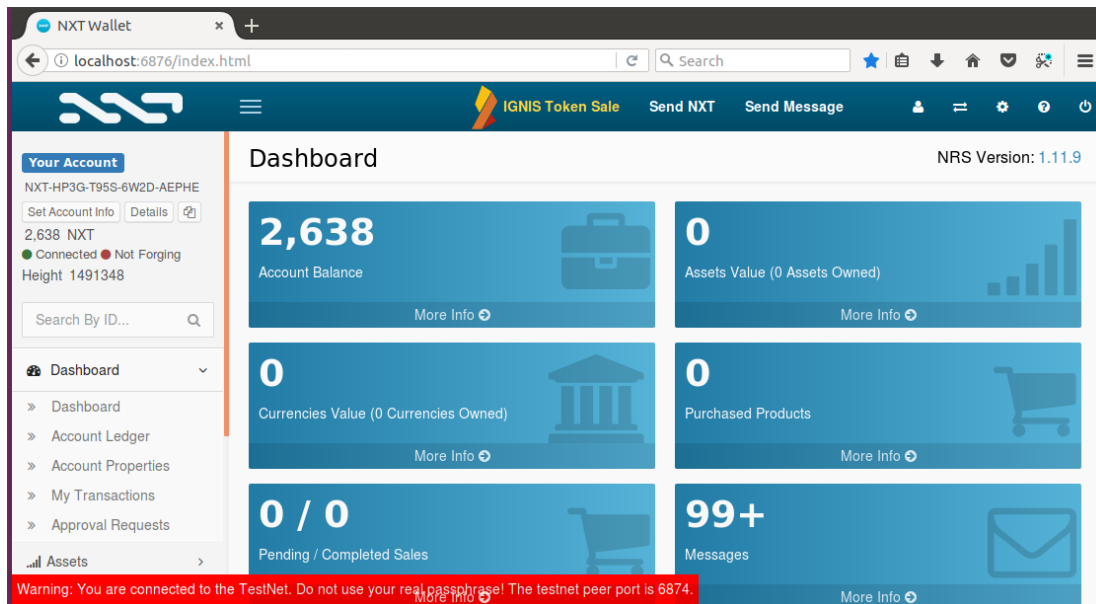 NXT Wallet
localhost:6876/index.html
Search
NXT
IGNIS Token Sale Send NXT Send Message
Your Account
NXT-HP3G-T95S-6W2D-AEPHE
Set Account Info Details
2,638 NXT
Connected Not Forging
Height 1491348
Search By ID...
Dashboard
Dashboard
Account Ledger
Account Properties
My Transactions
Approval Requests
Assets
Dashboard
NRS Version: 1.11.9
2,638
Account Balance
More Info
0
Assets Value (0 Assets Owned)
More Info
0
Currencies Value (0 Currencies Owned)
More Info
0
Purchased Products
More Info
0 / 0
Pending / Completed Sales
More Info
99+
Messages
More Info
Warning: You are connected to the TestNet. Do not use your real passphrase! The testnet peer port is 6874.